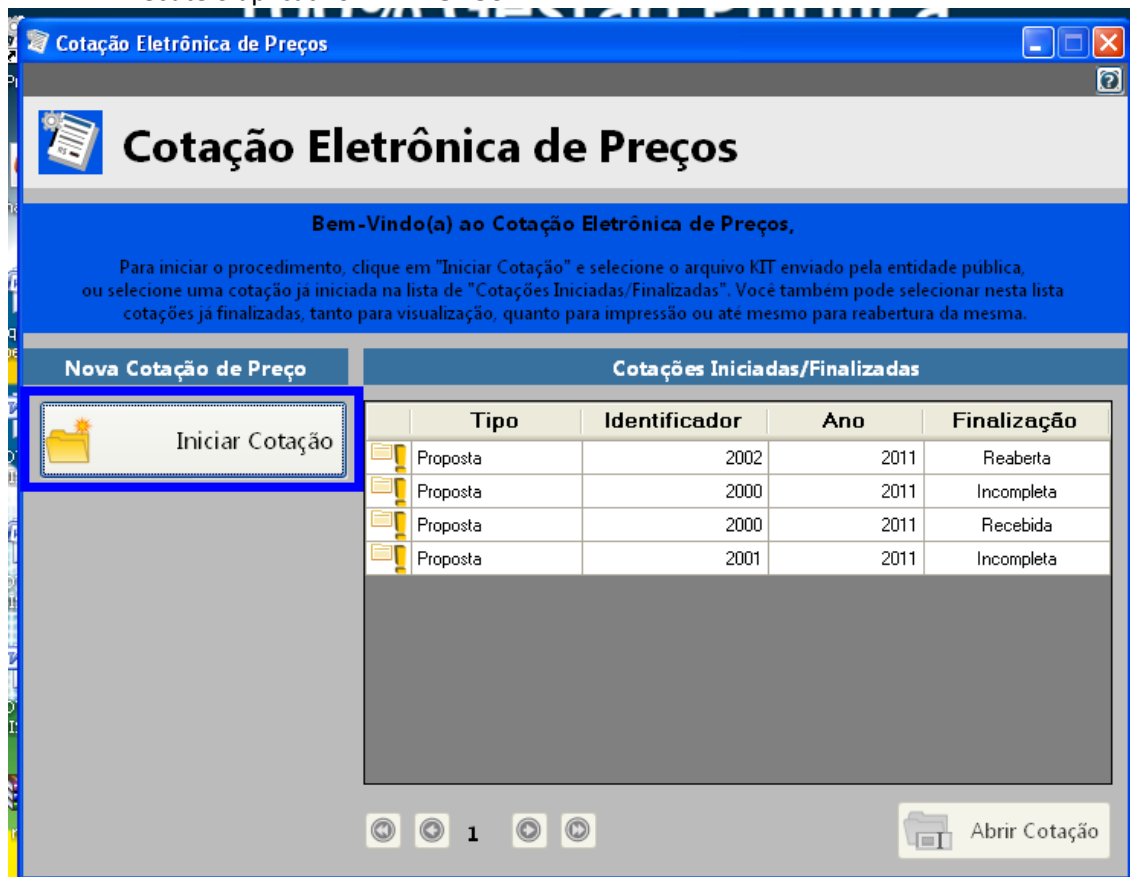 100% Gestão Pública
Cotação Eletrônica de Preços
Cotação Eletrônica de Preços
Bem-Vindo(a) ao Cotação Eletrônica de Preços,
Para iniciar o procedimento, clique em "Iniciar Cotação" e selecione o arquivo KIT enviado pela entidade pública,
ou selecione uma cotação já iniciada na lista de "Cotações Iniciadas/Finalizadas". Você também pode selecionar nesta lista
cotações já finalizadas, tanto para visualização, quanto para impressão ou até mesmo para reabertura da mesma.
Nova Cotação de Preço
Cotações Iniciadas/Finalizadas
Iniciar Cotação
Tipo Identificador Ano Finalização
Proposta 2002 2011 Reaberta
Proposta 2000 2011 Incompleta
Proposta 2000 2011 Recebida
Proposta 2001 2011 Incompleta
1
Abrir Cotação